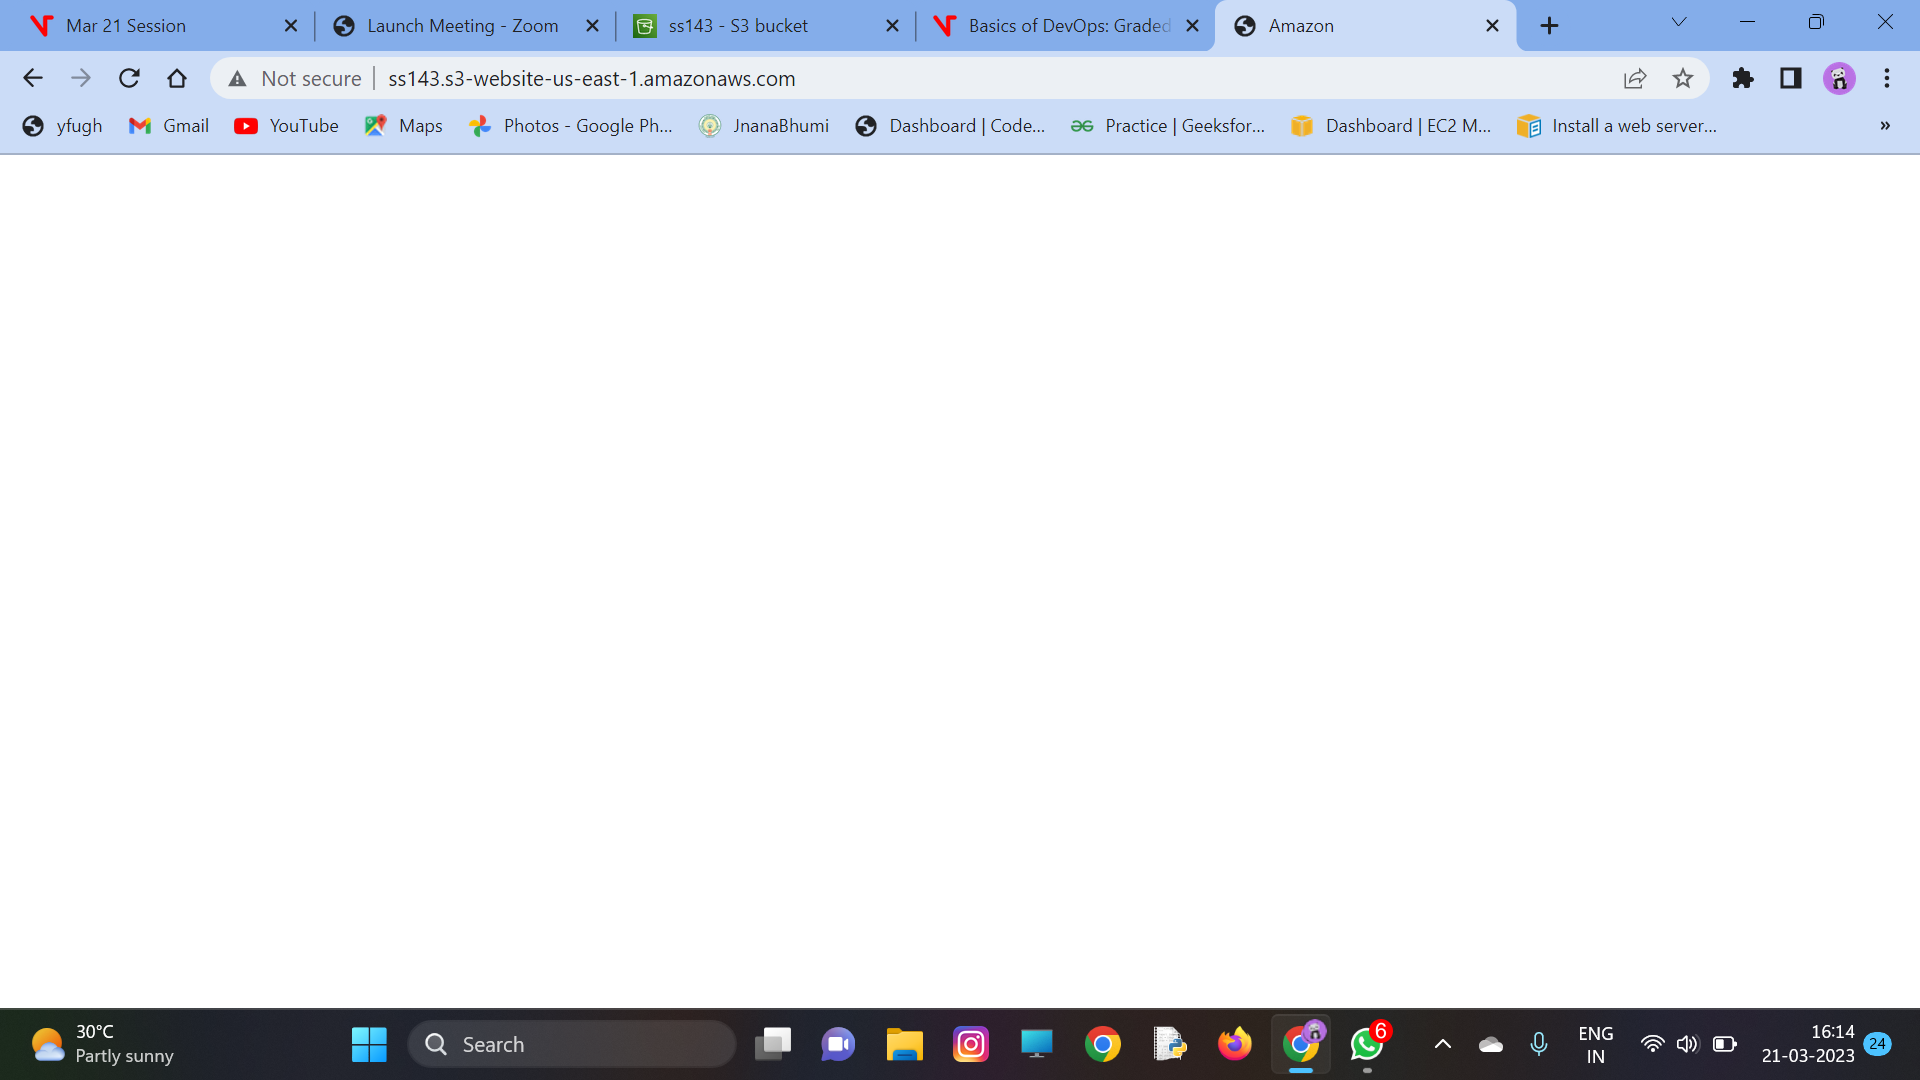 Mar 21 Session
Launch Meeting - Zoom
ss143 - S3 bucket
Basics of DevOps: Graded
Amazon
Not secure
ss143.s3-website-us-east-1.amazonaws.com
yfugh
Gmail
YouTube
Maps
Photos - Google Ph...
JnanaBhumi
Dashboard | Code...
Practice | Geeksfor...
Dashboard | EC2 M...
Install a web server...
»
30°C
Partly sunny
Search
6
ENG
IN
16:14
21-03-2023
24